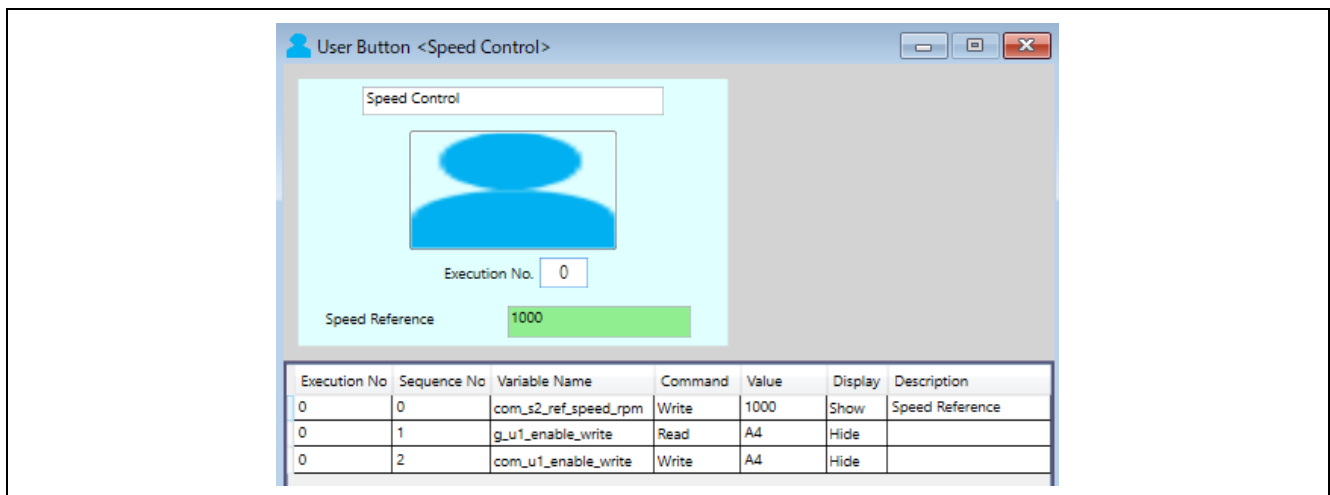 User Button <Speed Control>
Speed Control
Execution No. 0
Speed Reference 1000
Execution No Sequence No Variable Name Command Value Display Description
0 0 com_s2_ref_speed_rpm Write 1000 Show Speed Reference
0 1 g_u1_enable_write Read A4 Hide
0 2 com_u1_enable_write Write A4 Hide